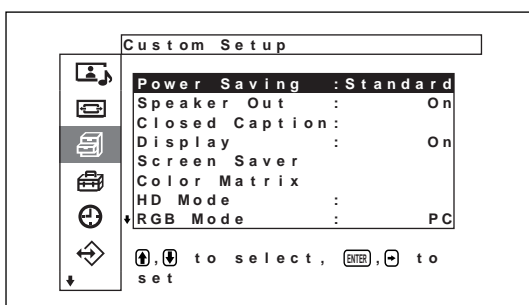 Custom Setup
Power Saving :Standard
Speaker Out : On
Closed Caption:
Display : On
Screen Saver
Color Matrix
HD Mode :
RGB Mode : PC
, to select, ENTER, to
set